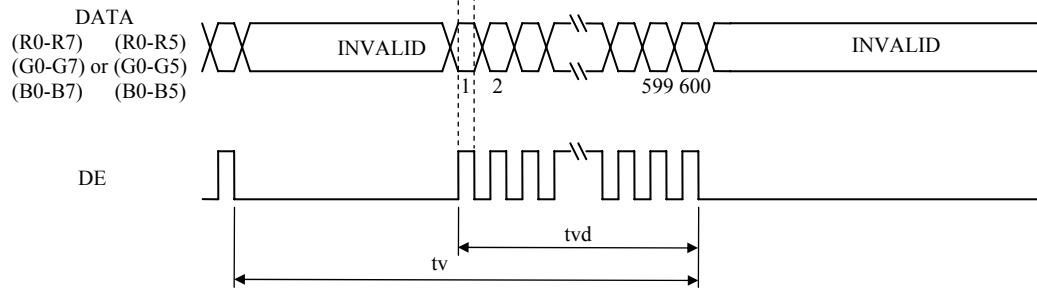 DATA
(R0-R7) (R0-R5)
(G0-G7) or (G0-G5)
(B0-B7) (B0-B5)
INVALID
INVALID
1 2 599 600
DE
tvd
tv